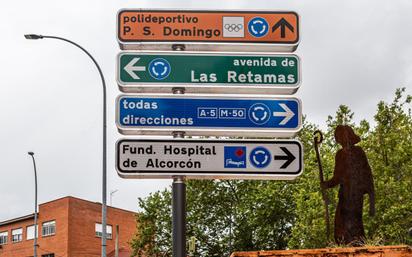 polideportivo
P. S. Domingo
avenida de
Las Retamas
todas
direcciones
A-5 M-50
Fund. Hospital
de Alcorcón